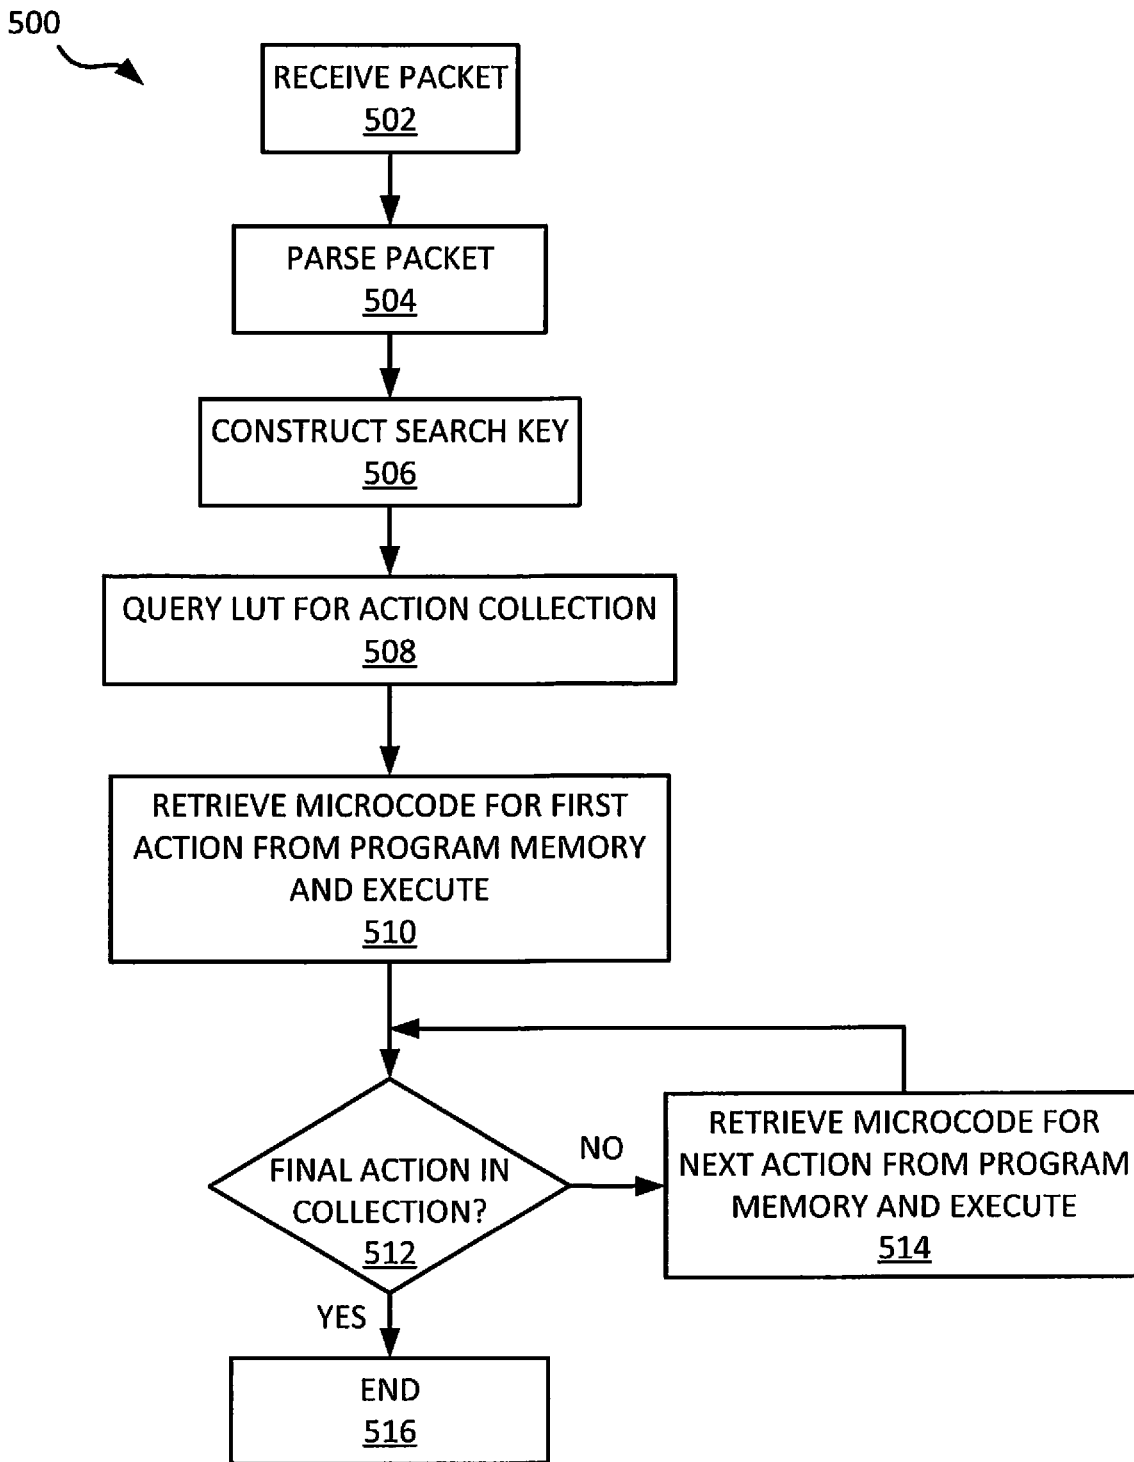 500
RECEIVE PACKET
502
PARSE PACKET
504
CONSTRUCT SEARCH KEY
506
QUERY LUT FOR ACTION COLLECTION
508
RETRIEVE MICROCODE FOR FIRST
ACTION FROM PROGRAM MEMORY
AND EXECUTE
510
FINAL ACTION IN
COLLECTION?
512
NO
RETRIEVE MICROCODE FOR
NEXT ACTION FROM PROGRAM
MEMORY AND EXECUTE
514
YES
END
516